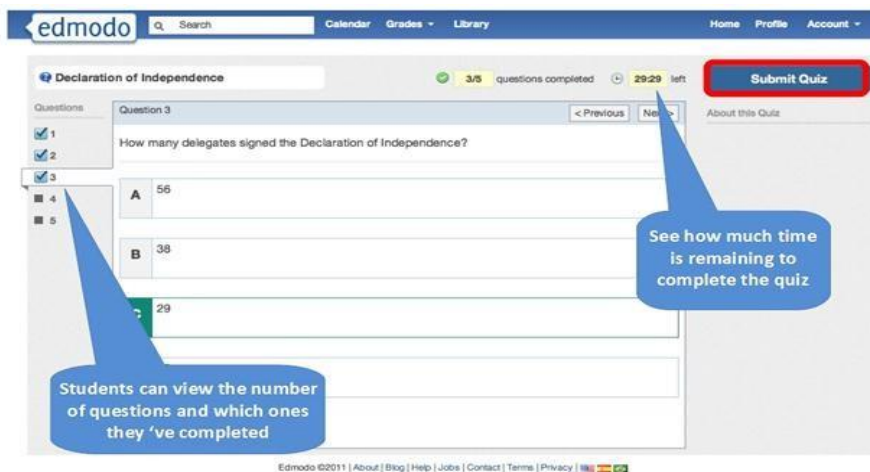 edmodo
Search
Calendar Grades Library
Home Profile Account
Declaration of Independence
3/5 questions completed 29:29 left
Submit Quiz
Questions
1
2
3
4
5
Question 3
< Previous
How many delegates signed the Declaration of Independence?
A 56
B 38
29
About this Quiz
See how much time
is remaining to
complete the quiz
Students can view the number
of questions and which ones
they 've completed
Edmodo ©2011 | About | Blog | Help | Jobs | Contact | Terms | Privacy |